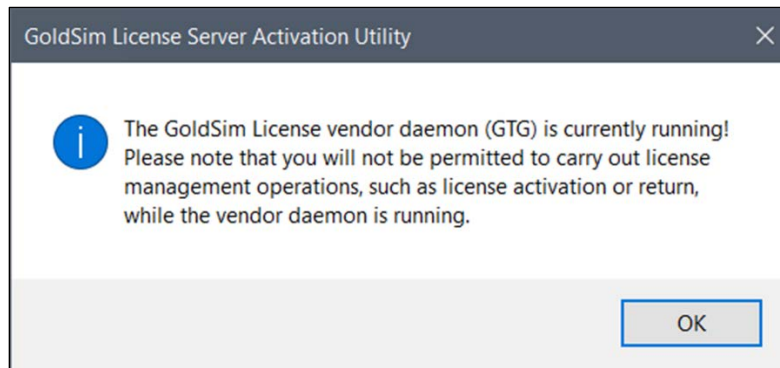 GoldSim License Server Activation Utility
The GoldSim License vendor daemon (GTG) is currently running!
Please note that you will not be permitted to carry out license
management operations, such as license activation or return,
while the vendor daemon is running.
OK